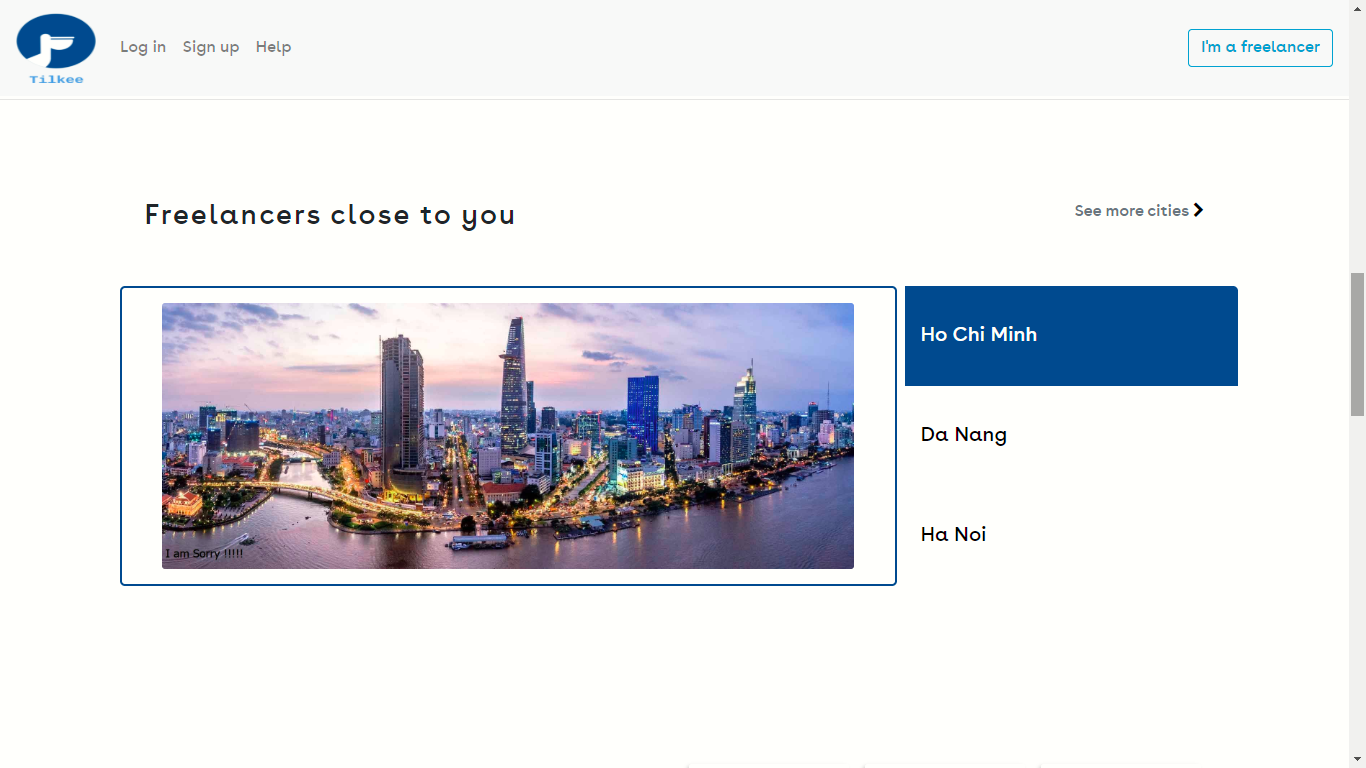 Tilkee
Log in
Sign up
Help
I'm a freelancer
Freelancers close to you
See more cities
I am Sorry !!!!!
Ho Chi Minh
Da Nang
Ha Noi